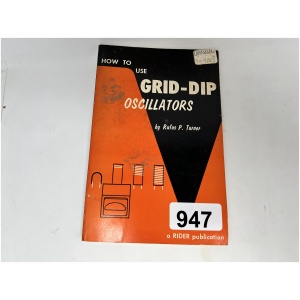 HOW TO
USE
GRID-DIP
OSCILLATORS
by Rufus P. Turner
947
a RIDER publication